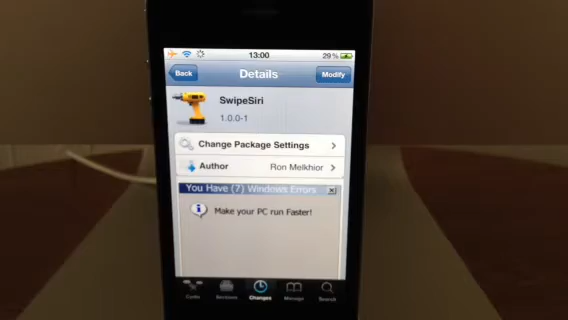 13:00 29%
Back Details Modify
SwipeSiri
1.0.0-1
Change Package Settings
Author Ron Melkhior
You Have (7) Windows Errors
Make your PC run Faster!
Cydia Sections Changes Manage Search